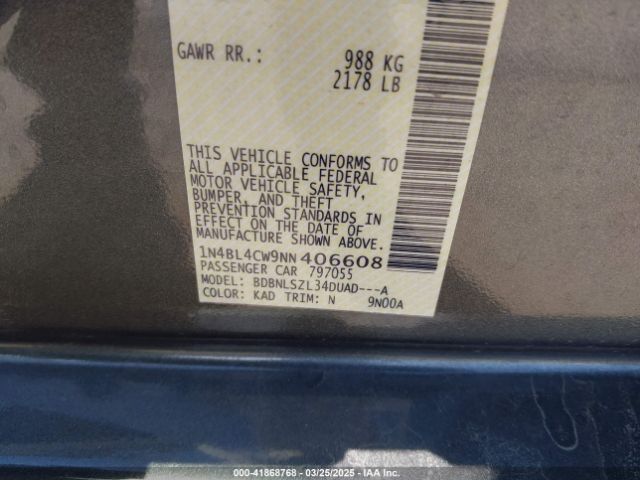 GAWR RR.: 988 KG
2178 LB
THIS VEHICLE CONFORMS TO
ALL APPLICABLE FEDERAL
MOTOR VEHICLE SAFETY,
BUMPER, AND THEFT
PREVENTION STANDARDS IN
EFFECT ON THE DATE OF
MANUFACTURE SHOWN ABOVE.
1N4BL4CW9NN406608
PASSENGER CAR 797055
MODEL: BDBNLSZL34DUAD---A
COLOR: KAD TRIM: N 9N00A
000-41868768 — 03/25/2025 — IAA Inc.